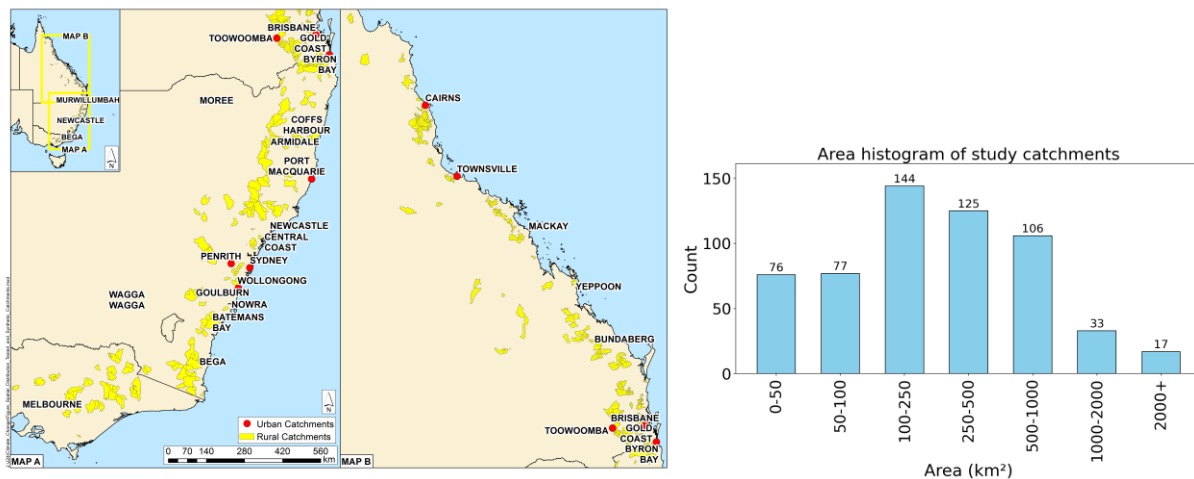 MAP B
MURWILLUMBAH
NEWCASTLE
BEGA
MAP A
N
BRISBANE
TOOWOOMBA
GOLD
COAST
BYRON
BAY
MOREE
COFFS
HARBOUR
ARMIDALE
PORT
MACQUARIE
NEWCASTLE
CENTRAL
COAST
PENRITH
SYDNEY
WOLLONGONG
GOULBURN
WAGGA
WAGGA
NOWRA
BATEMANS
BAY
BEGA
MELBOURNE
N
Urban Catchments
Rural Catchments
0 70 140 280 420 560
km
MAP A
CAIRNS
TOWNSVILLE
MACKAY
YEPPOON
BUNDABERG
BRISBANE
TOOWOOMBA
GOLD
COAST
BYRON
BAY
MAP B
Area histogram of study catchments
Count
150
100
50
0
76
77
144
125
106
33
17
0-50
50-100
100-250
250-500
500-1000
1000-2000
2000+
Area (km²)